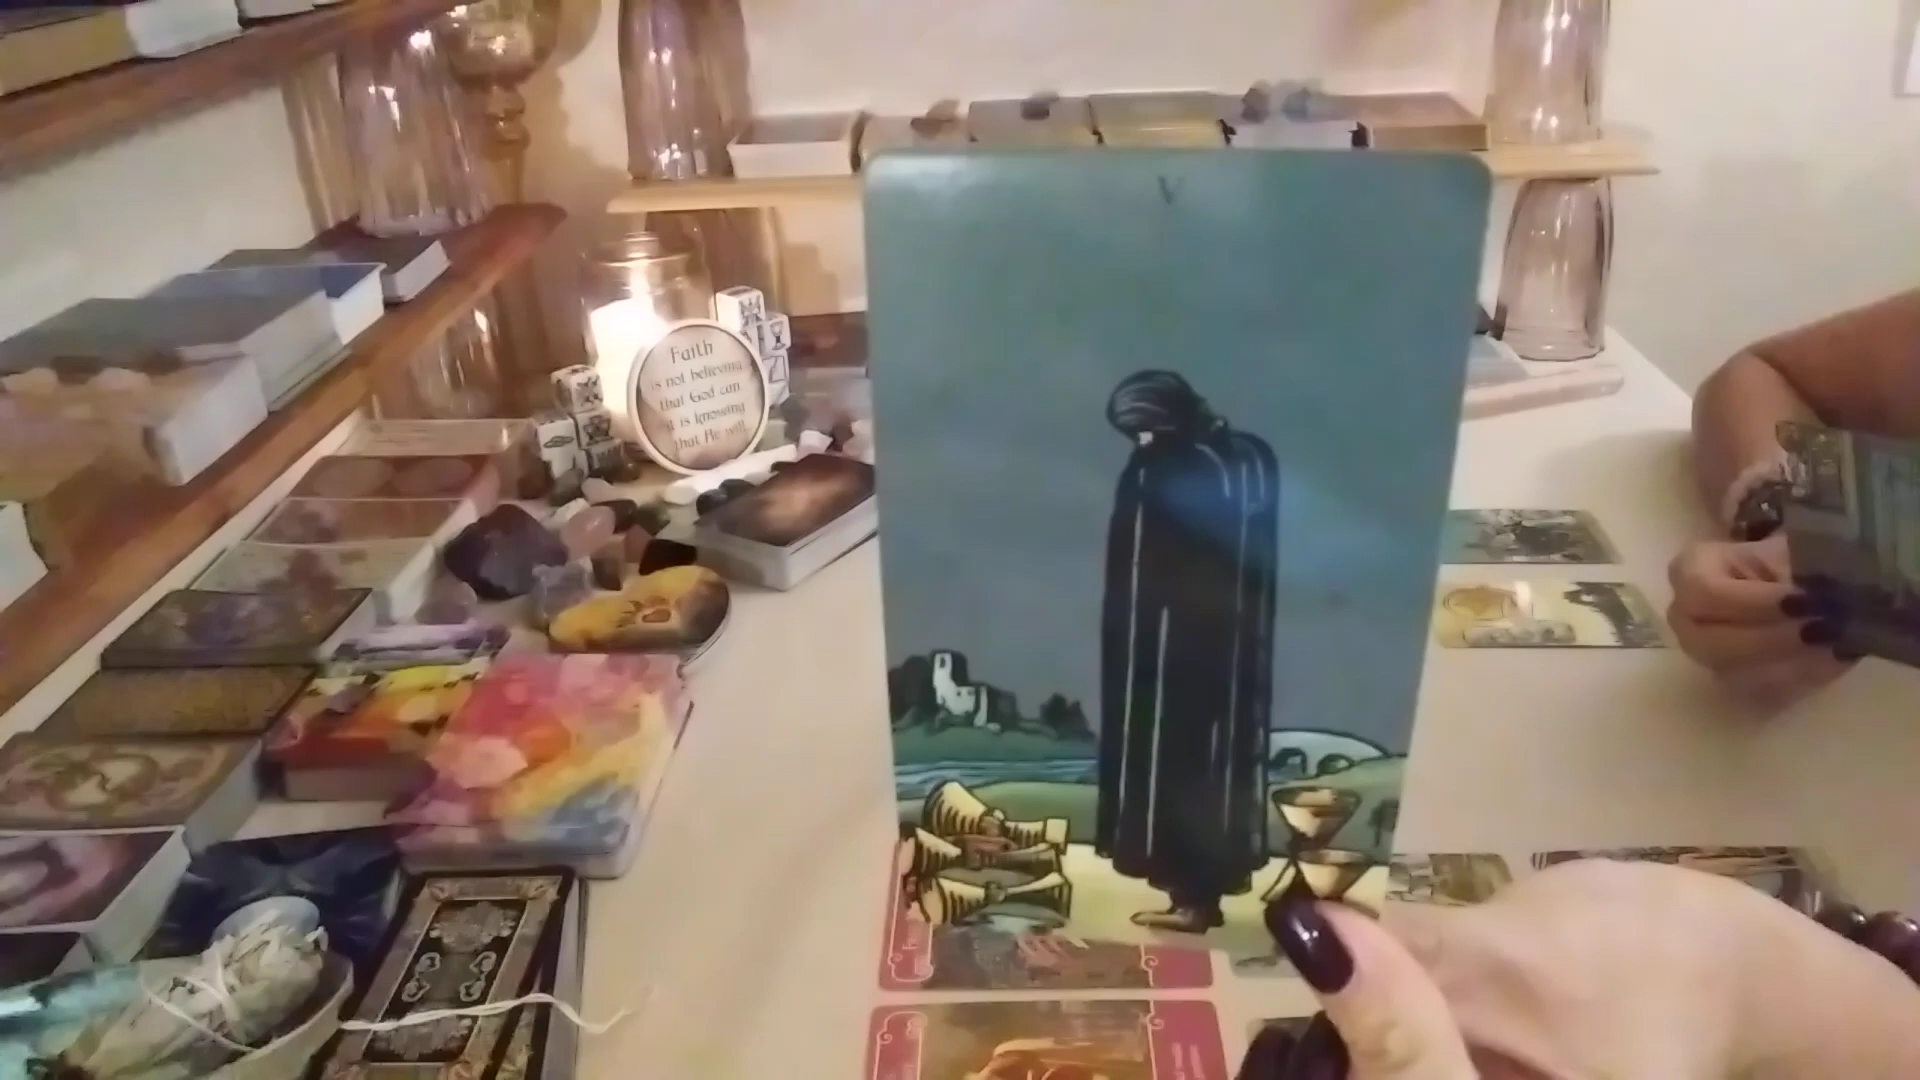 V
Faith
is not believing
that God can
it is knowing
that He will